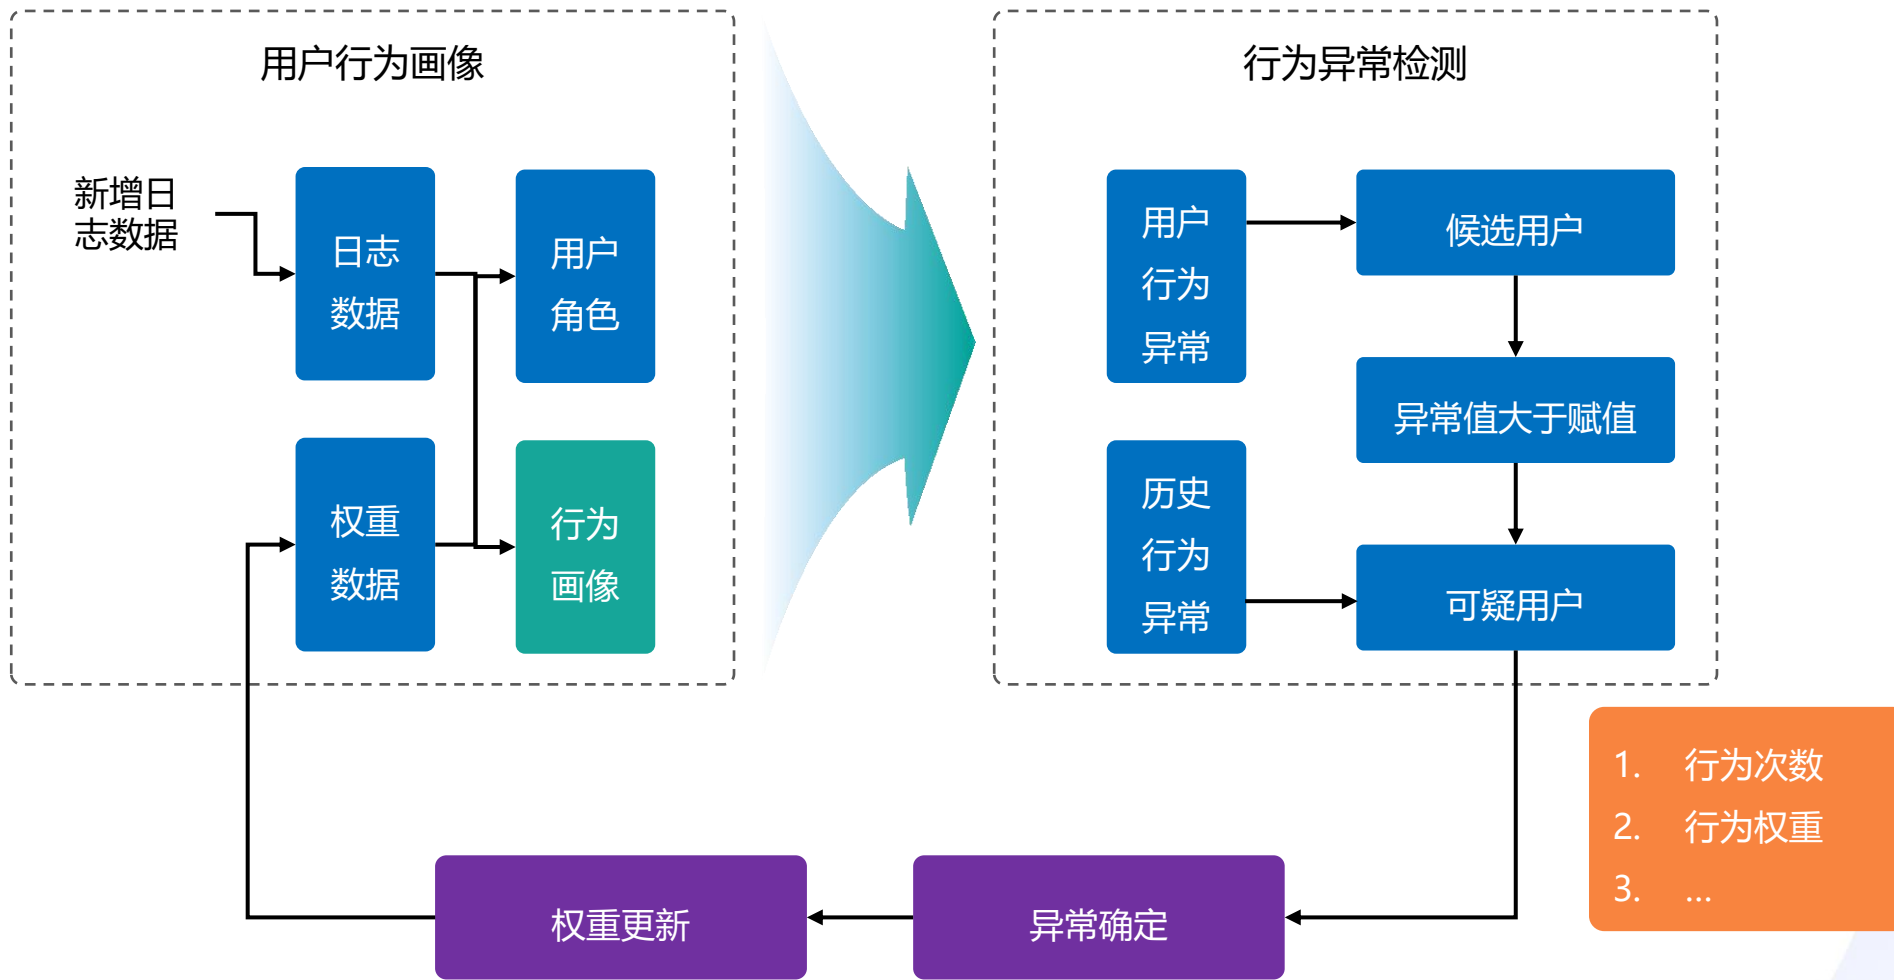 用户行为画像
新增日
志数据
日志
数据
用户
角色
权重
数据
行为
画像
行为异常检测
用户
行为
异常
候选用户
异常值大于赋值
历史
行为
异常
可疑用户
1. 行为次数
2. 行为权重
3. ...
权重更新
异常确定